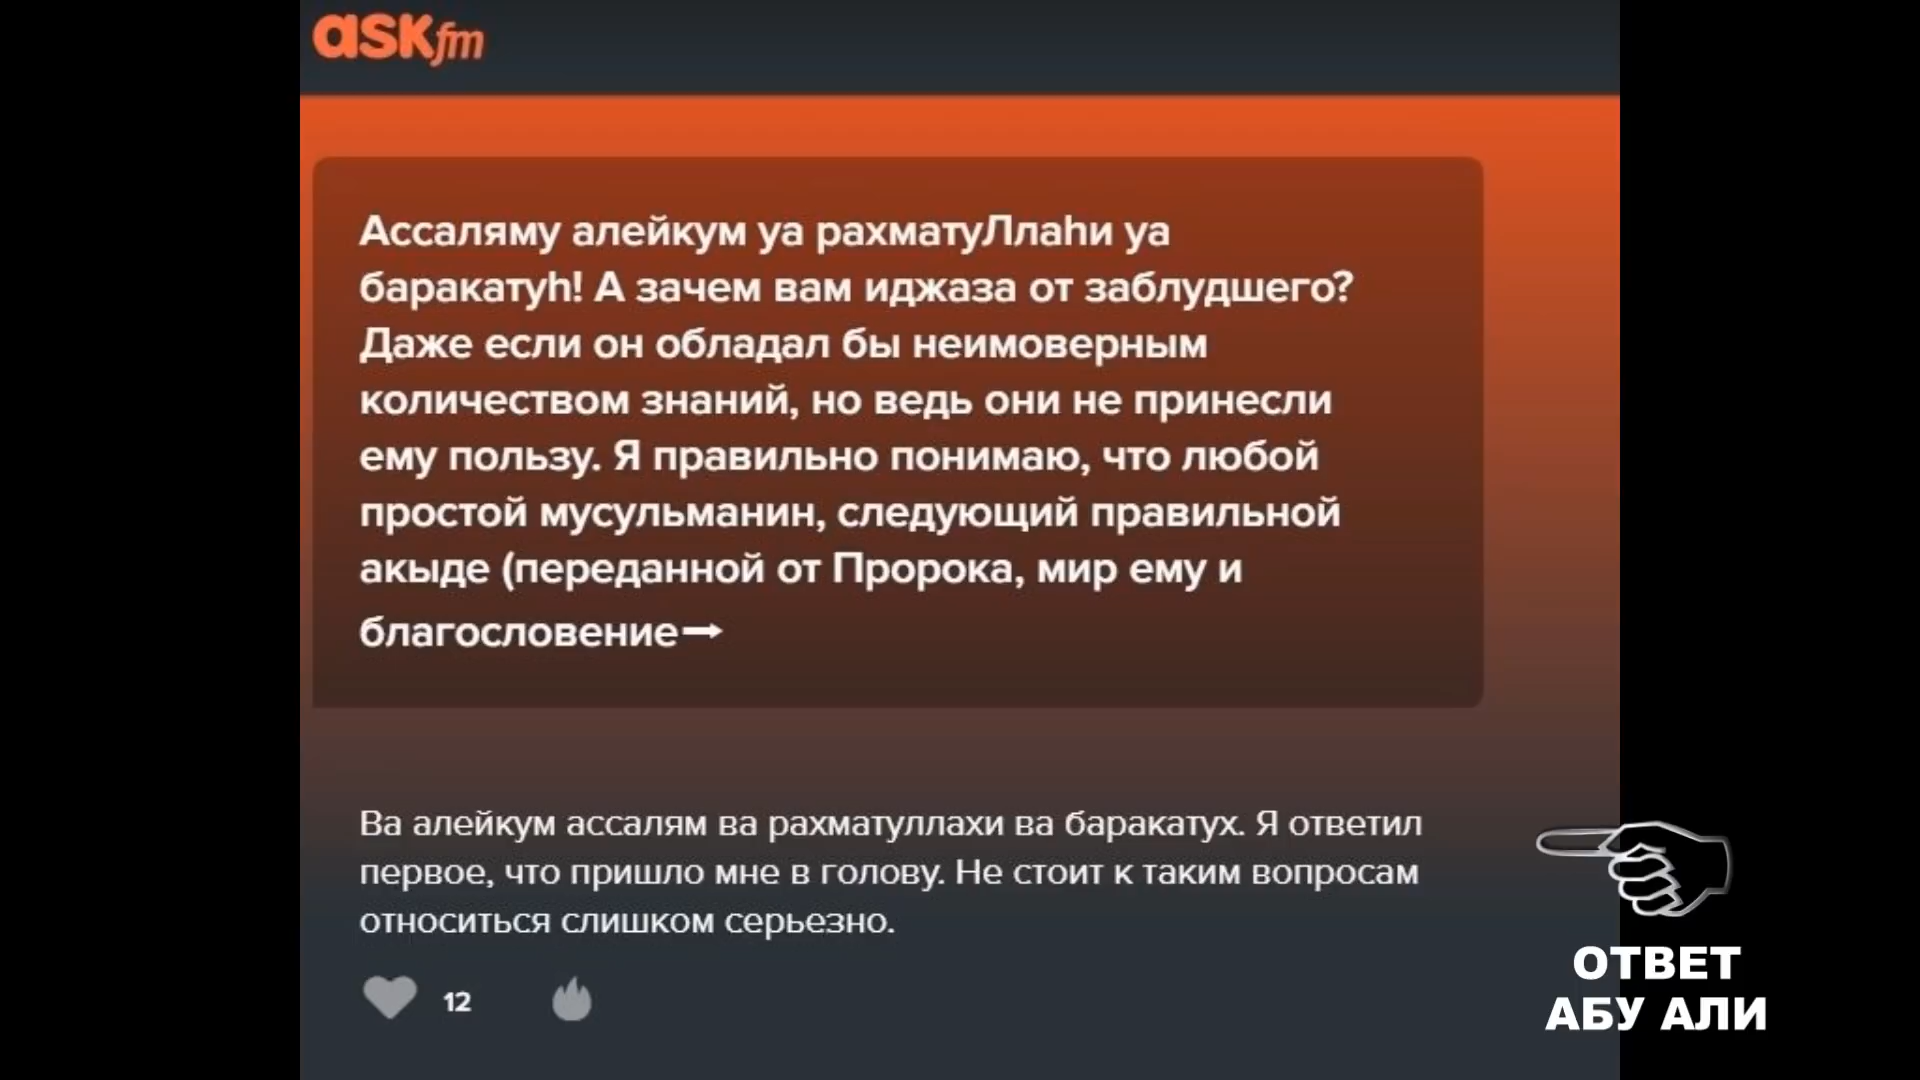 askfm
Ассаляму алейкум уа рахматуЛлаhи уа
баракатуh! А зачем вам иджаза от заблудшего?
Даже если он обладал бы неимоверным
количеством знаний, но ведь они не принесли
ему пользу. Я правильно понимаю, что любой
простой мусульманин, следующий правильной
акыде (переданной от Пророка, мир ему и
благословение→
Ва алейкум ассалям ва рахматуллахи ва баракатух. Я ответил
первое, что пришло мне в голову. Не стоит к таким вопросам
относиться слишком серьезно.
12
ОТВЕТ
АБУ АЛИ